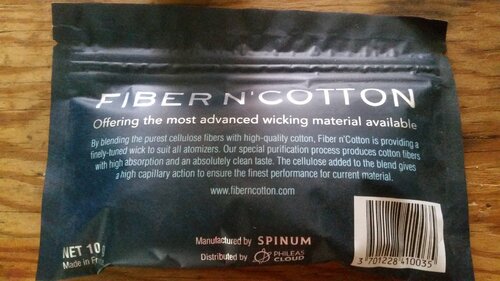 FIBER N'COTTON
Offering the most advanced wicking material available
By blending the purest cellulose fibers with high-quality cotton, Fiber n'Cotton is providing a
finely-tuned wick to suit all atomizers. Our special purification process produces cotton fibers
with high absorption and an absolutely clean taste. The cellulose added to the blend gives
a high capillary action to ensure the finest performance for current material.
www.fiberncotton.com
NET 10
Made in
Manufactured by SPINUM
Distributed by PHILEAS CLOUD
3 701228 410035